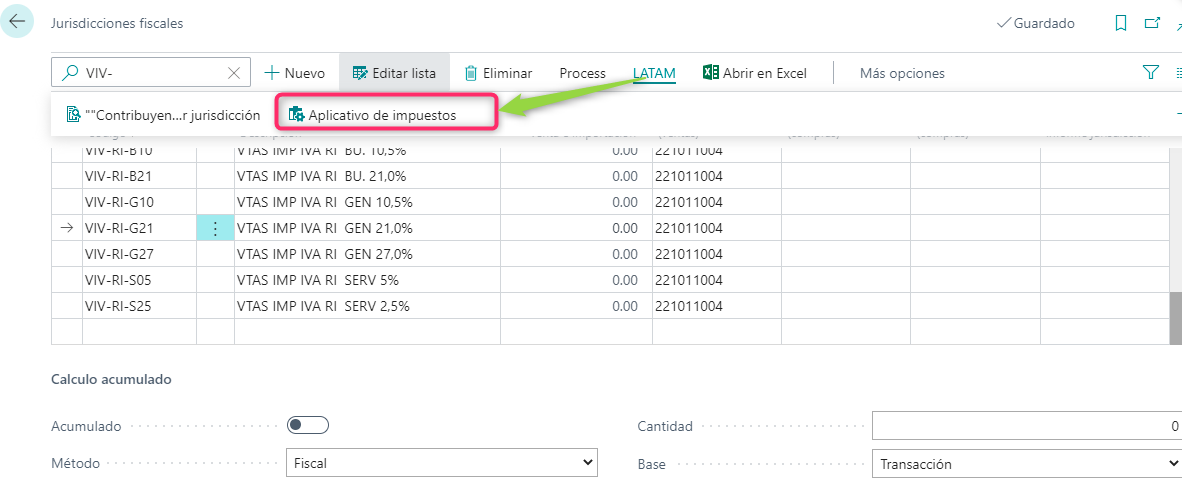 Jurisdicciones fiscales
Guardado
VIV-
Nuevo
Editar lista
Eliminar
Process
LATAM
Abrir en Excel
Más opciones
""Contribuyen...r jurisdicción
Aplicativo de impuestos
VIV-RI-B10 VTAS IMP IVA RI BU. 10,5% 0.00 221011004
VIV-RI-B21 VTAS IMP IVA RI BU. 21,0% 0.00 221011004
VIV-RI-G10 VTAS IMP IVA RI GEN 10,5% 0.00 221011004
VIV-RI-G21 VTAS IMP IVA RI GEN 21,0% 0.00 221011004
VIV-RI-G27 VTAS IMP IVA RI GEN 27,0% 0.00 221011004
VIV-RI-S05 VTAS IMP IVA RI SERV 5% 0.00 221011004
VIV-RI-S25 VTAS IMP IVA RI SERV 2,5% 0.00 221011004
Calculo acumulado
Acumulado
Cantidad 0
Método Fiscal
Base Transacción